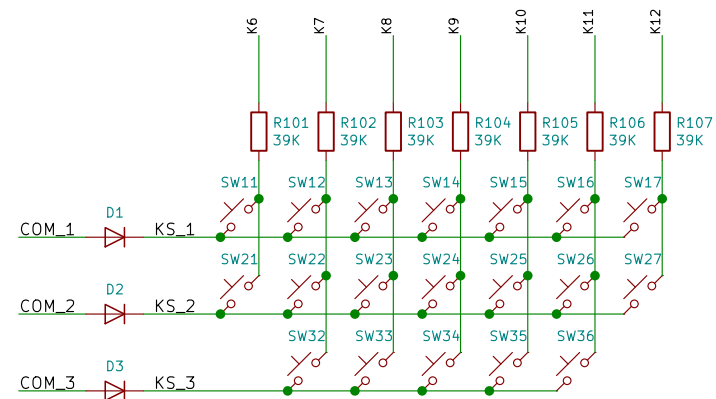 K6 K7 K8 K9 K10 K11 K12
R101 R102 R103 R104 R105 R106 R107
39K 39K 39K 39K 39K 39K 39K
SW11 SW12 SW13 SW14 SW15 SW16 SW17
D1
COM_1 KS_1
SW21 SW22 SW23 SW24 SW25 SW26 SW27
D2
COM_2 KS_2
SW32 SW33 SW34 SW35 SW36
D3
COM_3 KS_3